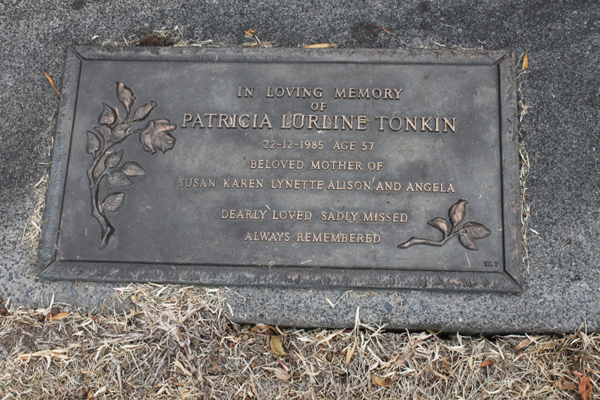 IN LOVING MEMORY
OF
PATRICIA LURLINE TONKIN
22-12-1985 AGE 57
BELOVED MOTHER OF
SUSAN KAREN LYNETTE ALISON AND ANGELA
DEARLY LOVED SADLY MISSED
ALWAYS REMEMBERED